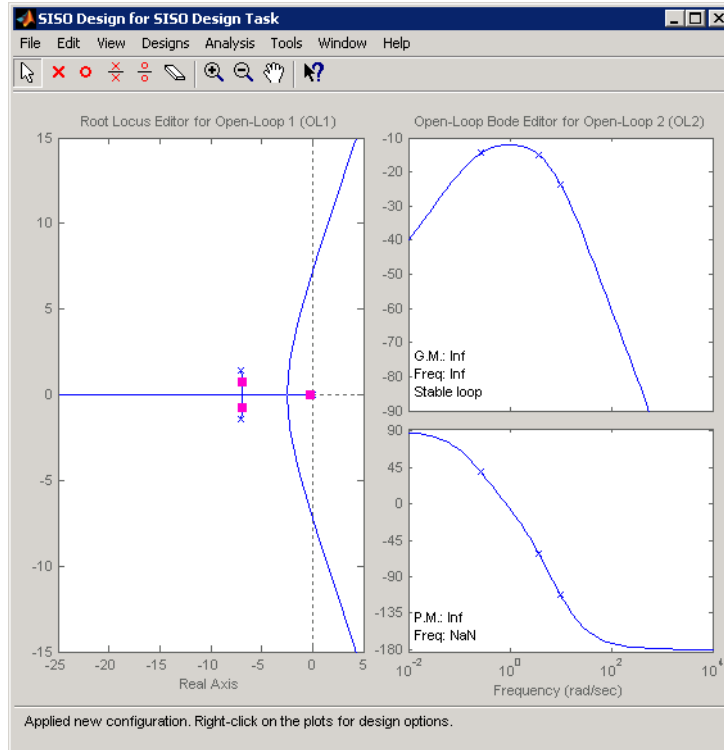 SISO Design for SISO Design Task
File Edit View Designs Analysis Tools Window Help
Root Locus Editor for Open-Loop 1 (OL1)
15
10
5
0
-5
-10
-15
-25 -20 -15 -10 -5 0 5
Real Axis
Open-Loop Bode Editor for Open-Loop 2 (OL2)
-10
-20
-30
-40
-50
-60
-70
-80
-90
G.M.: Inf
Freq: Inf
Stable loop
90
45
0
-45
-90
-135
-180
P.M.: Inf
Freq: NaN
10^-2 10^0 10^2 10^4
Frequency (rad/sec)
Applied new configuration. Right-click on the plots for design options.